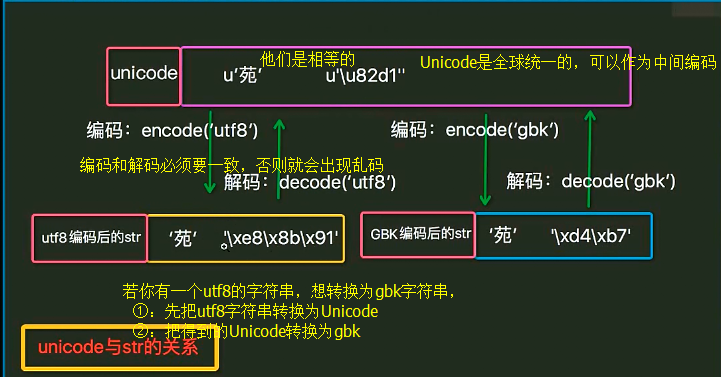 他们是相等的
Unicode是全球统一的，可以作为中间编码
unicode u‘苑’ u'\u82d1''
编码：encode(‘utf8’) 编码：encode(‘gbk’)
编码和解码必须要一致，否则就会出现乱码
解码：decode(‘utf8’) 解码：decode(‘gbk’)
utf8编码后的str ‘苑’ '\xe8\x8b\x91' GBK编码后的str ‘苑’ '\xd4\xb7'
若你有一个utf8的字符串，想转换为gbk字符串，
①：先把utf8字符串转换为Unicode
②：把得到的Unicode转换为gbk
unicode与str的关系